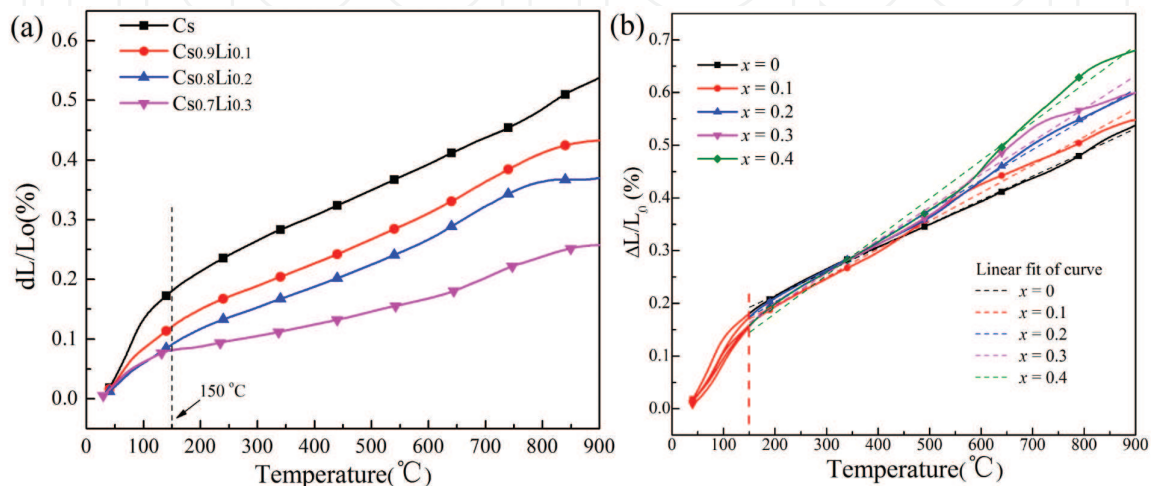 (a)
Cs
Cs0.9Li0.1
Cs0.8Li0.2
Cs0.7Li0.3
0.6
0.5
0.4
0.3
0.2
0.1
0.0
dL/Lo(%)
150 °C
0 100 200 300 400 500 600 700 800 900
Temperature(℃)
(b)
x = 0
x = 0.1
x = 0.2
x = 0.3
x = 0.4
0.7
0.6
0.5
0.4
0.3
0.2
0.1
0.0
ΔL/L₀ (%)
Linear fit of curve
x = 0
x = 0.1
x = 0.2
x = 0.3
x = 0.4
0 100 200 300 400 500 600 700 800 900
Temperature(℃)